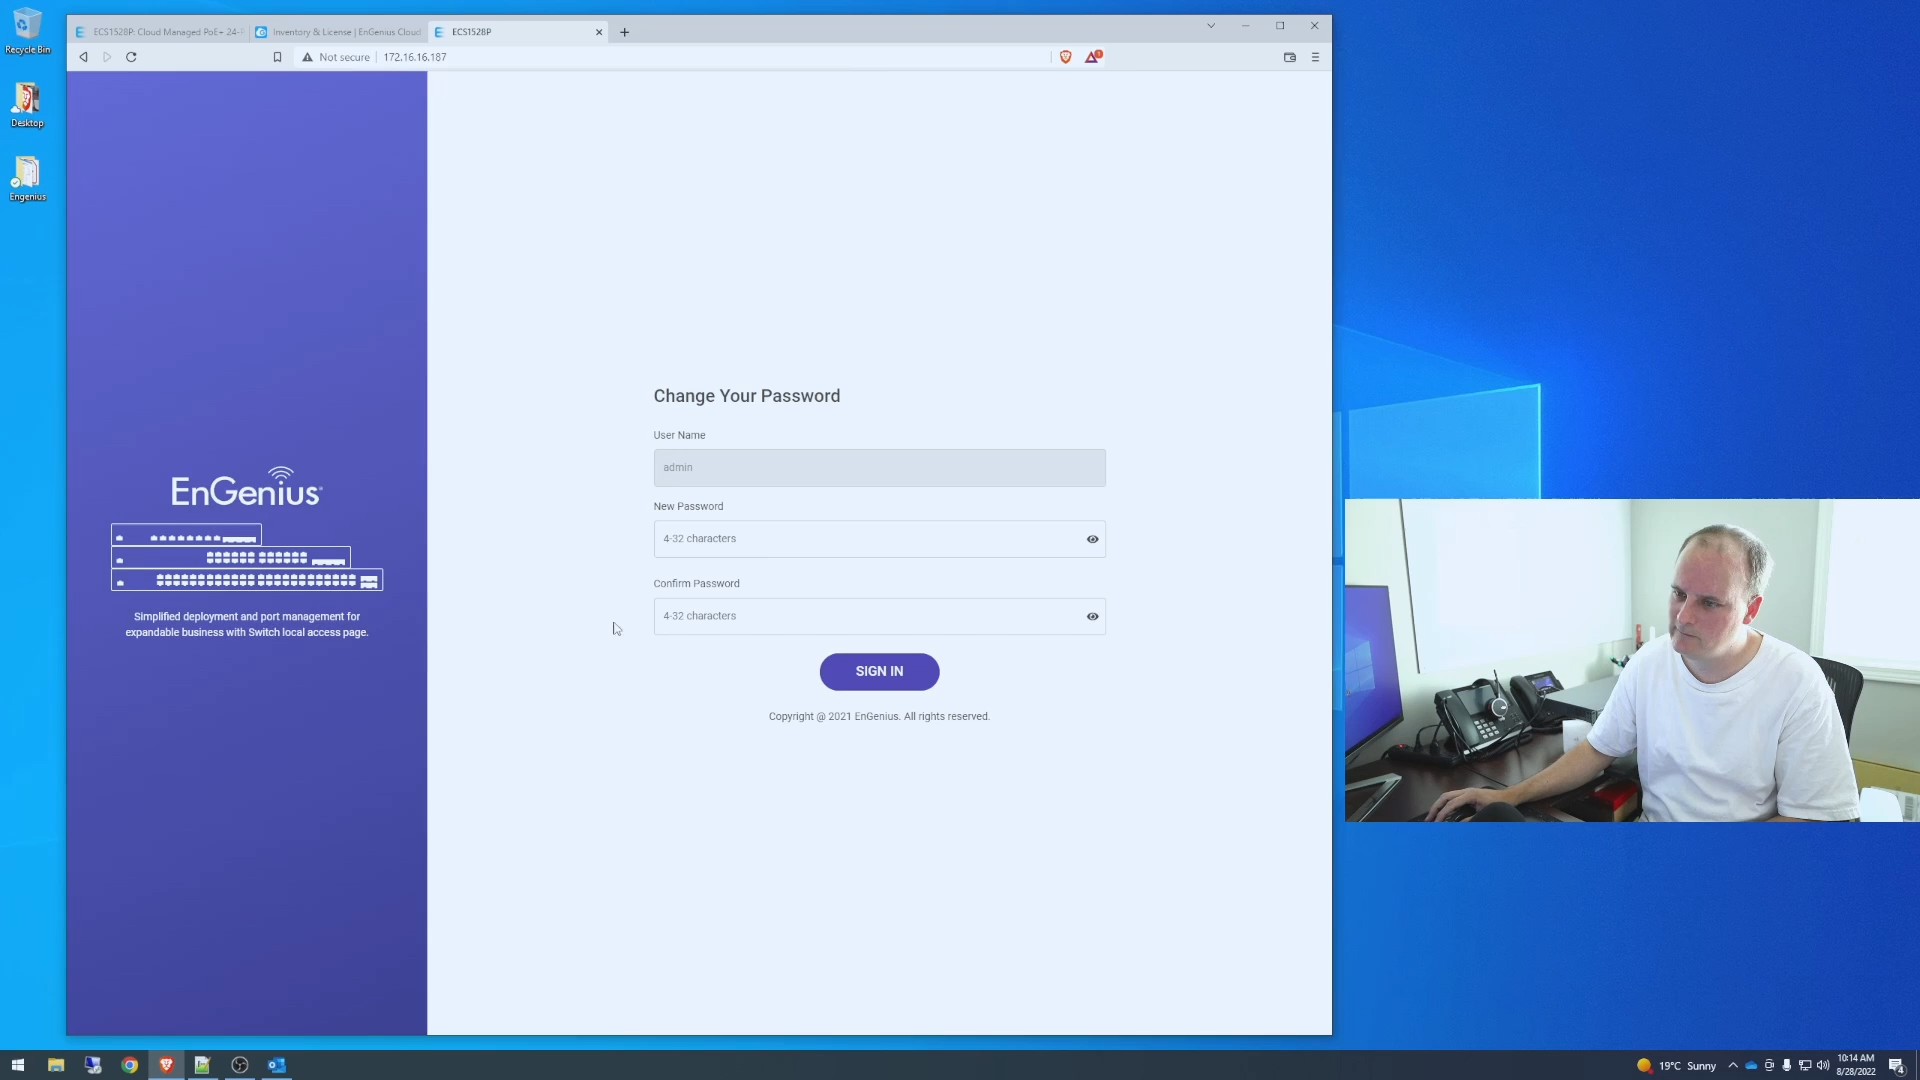 Recycle Bin
Desktop
Engenius
ECS1528P: Cloud Managed PoE+ 24-
Inventory & License | EnGenius Cloud
ECS1528P
Not secure
172.16.16.187
EnGenius
Simplified deployment and port management for
expandable business with Switch local access page.
Change Your Password
User Name
admin
New Password
4-32 characters
Confirm Password
4-32 characters
SIGN IN
Copyright @ 2021 EnGenius. All rights reserved.
19°C Sunny
10:14 AM
8/28/2022
4